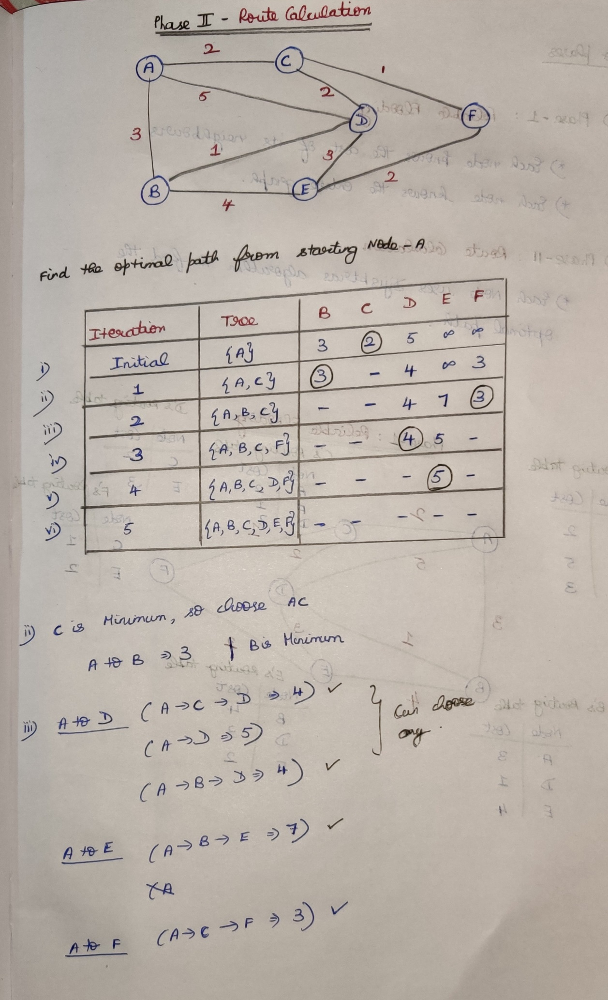 Phase II - Route Calculation
2
A
C
1
5
2
D
F
3
1
3
2
B
E
4
Find the optimal path from starting Node - A
Iteration Tree B C D E F
i) Initial {A} 3 2 5 ∞ ∞
ii) 1 {A, C} 3 - 4 ∞ 3
iii) 2 {A, B, C} - - 4 7 3
iv) 3 {A, B, C, F} - - 4 5 -
v) 4 {A, B, C, D, F} - - - 5 -
vi) 5 {A, B, C, D, E, F} - - - - -
ii) C is Minimum, so choose AC
A to B ⇒ 3 | B is Minimum
iii) A to D (A → C → D ⇒ 4) ✓
(A → D ⇒ 5)
(A → B → D ⇒ 4) ✓
} Can choose
any.
A to E (A → B → E ⇒ 7) ✓
A to F (A → C → F ⇒ 3) ✓